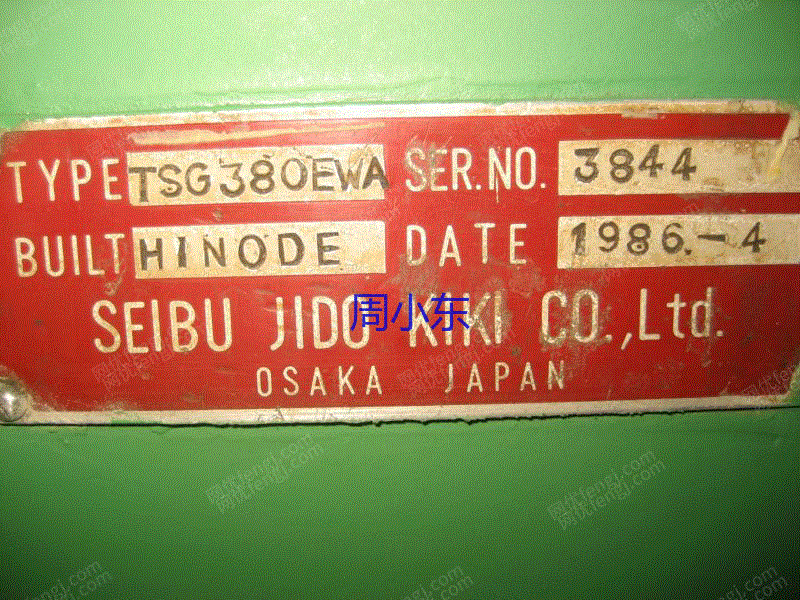 TYPE TSG380EWA SER.NO. 3844
BUILT HINODE DATE 1986.-4
SEIBU JIDO KIKI CO.,Ltd.
周小东
OSAKA JAPAN